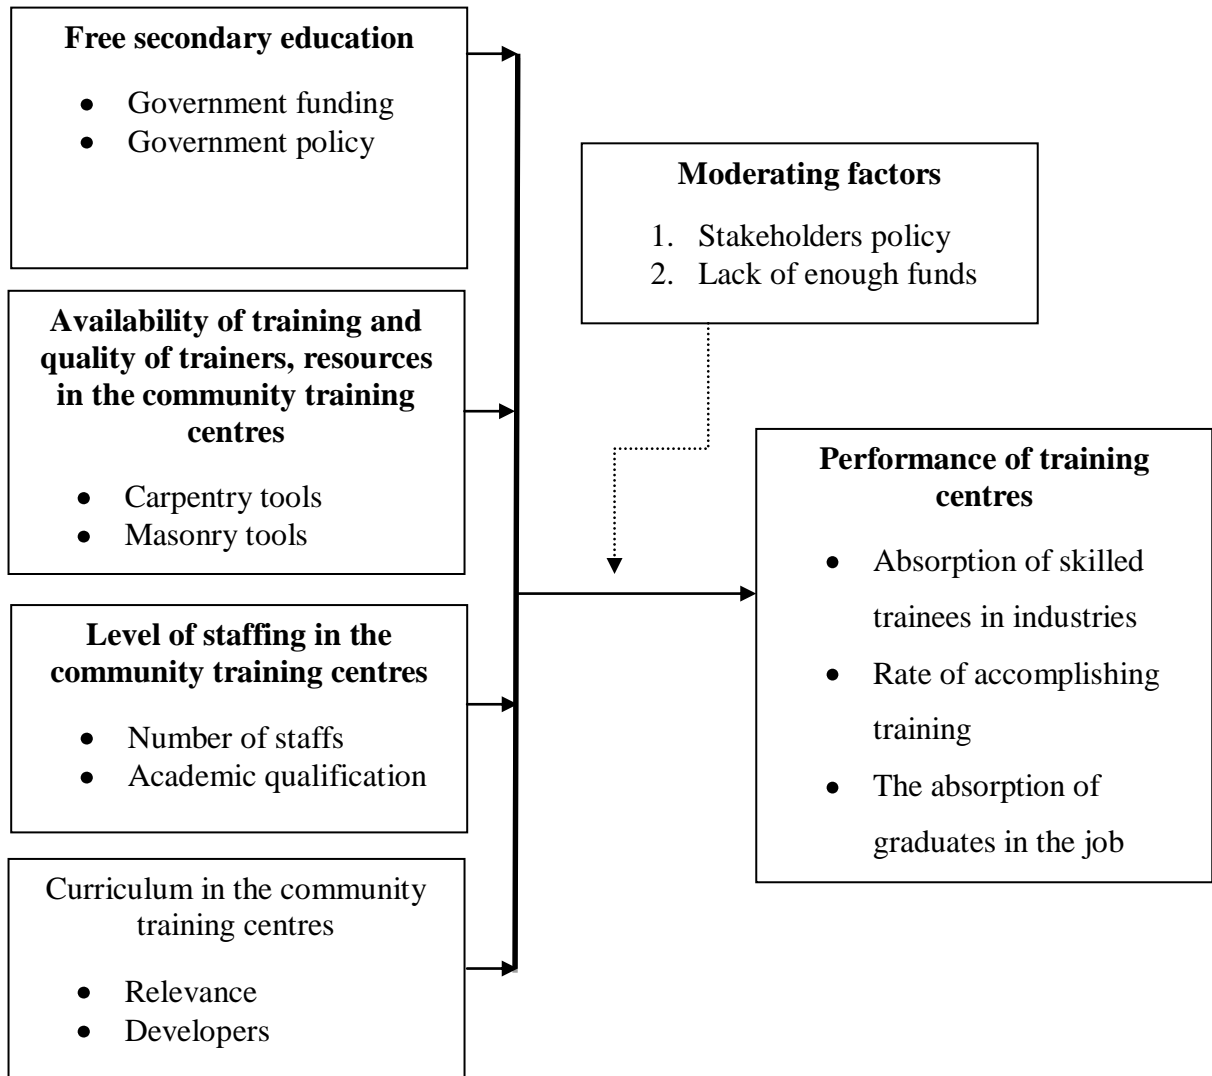 Free secondary education
• Government funding
• Government policy
Moderating factors
1. Stakeholders policy
2. Lack of enough funds
Availability of training and
quality of trainers, resources
in the community training
centres
• Carpentry tools
• Masonry tools
Performance of training
centres
• Absorption of skilled
trainees in industries
• Rate of accomplishing
training
• The absorption of
graduates in the job
Level of staffing in the
community training centres
• Number of staffs
• Academic qualification
Curriculum in the community
training centres
• Relevance
• Developers